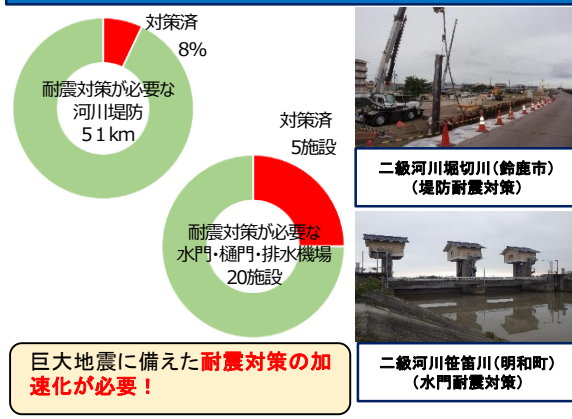 対策済
8%
耐震対策が必要な
河川堤防
51km
対策済
5施設
耐震対策が必要な
水門・樋門・排水機場
20施設
巨大地震に備えた耐震対策の加
速化が必要！
二級河川堀切川（鈴鹿市）
（堤防耐震対策）
二級河川笹笛川（明和町）
（水門耐震対策）